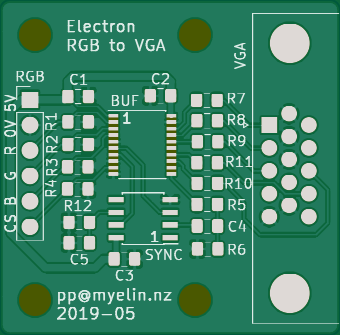 Electron
RGB to VGA
VGA
RGB
C1
C2
R7
5V
BUF
1
R8
0V
R1
R9
R
R2
R11
G
R3
R10
B
R4
R12
R5
CS
C4
C5
1
SYNC
R6
C3
pp@myelin.nz
2019-05